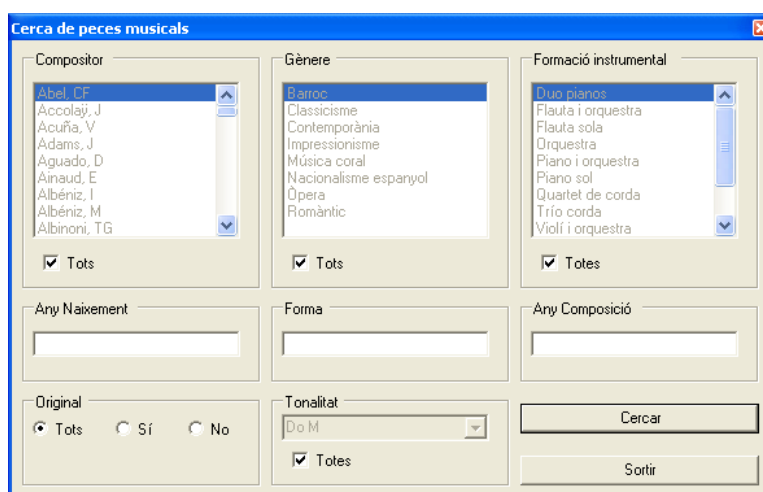 Cerca de peces musicals
Compositor
Abel, CF
Accolaÿ, J
Acuña, V
Adams, J
Aguado, D
Ainaud, E
Albéniz, I
Albéniz, M
Albinoni, TG
Tots
Gènere
Barroc
Classicisme
Contemporània
Impressionisme
Música coral
Nacionalisme espanyol
Òpera
Romàntic
Tots
Formació instrumental
Duo pianos
Flauta i orquestra
Flauta sola
Orquestra
Piano i orquestra
Piano sol
Quartet de corda
Trío corda
Violí i orquestra
Totes
Any Naixement
Forma
Any Composició
Original
Tots
Sí
No
Tonalitat
Do M
Totes
Cercar
Sortir